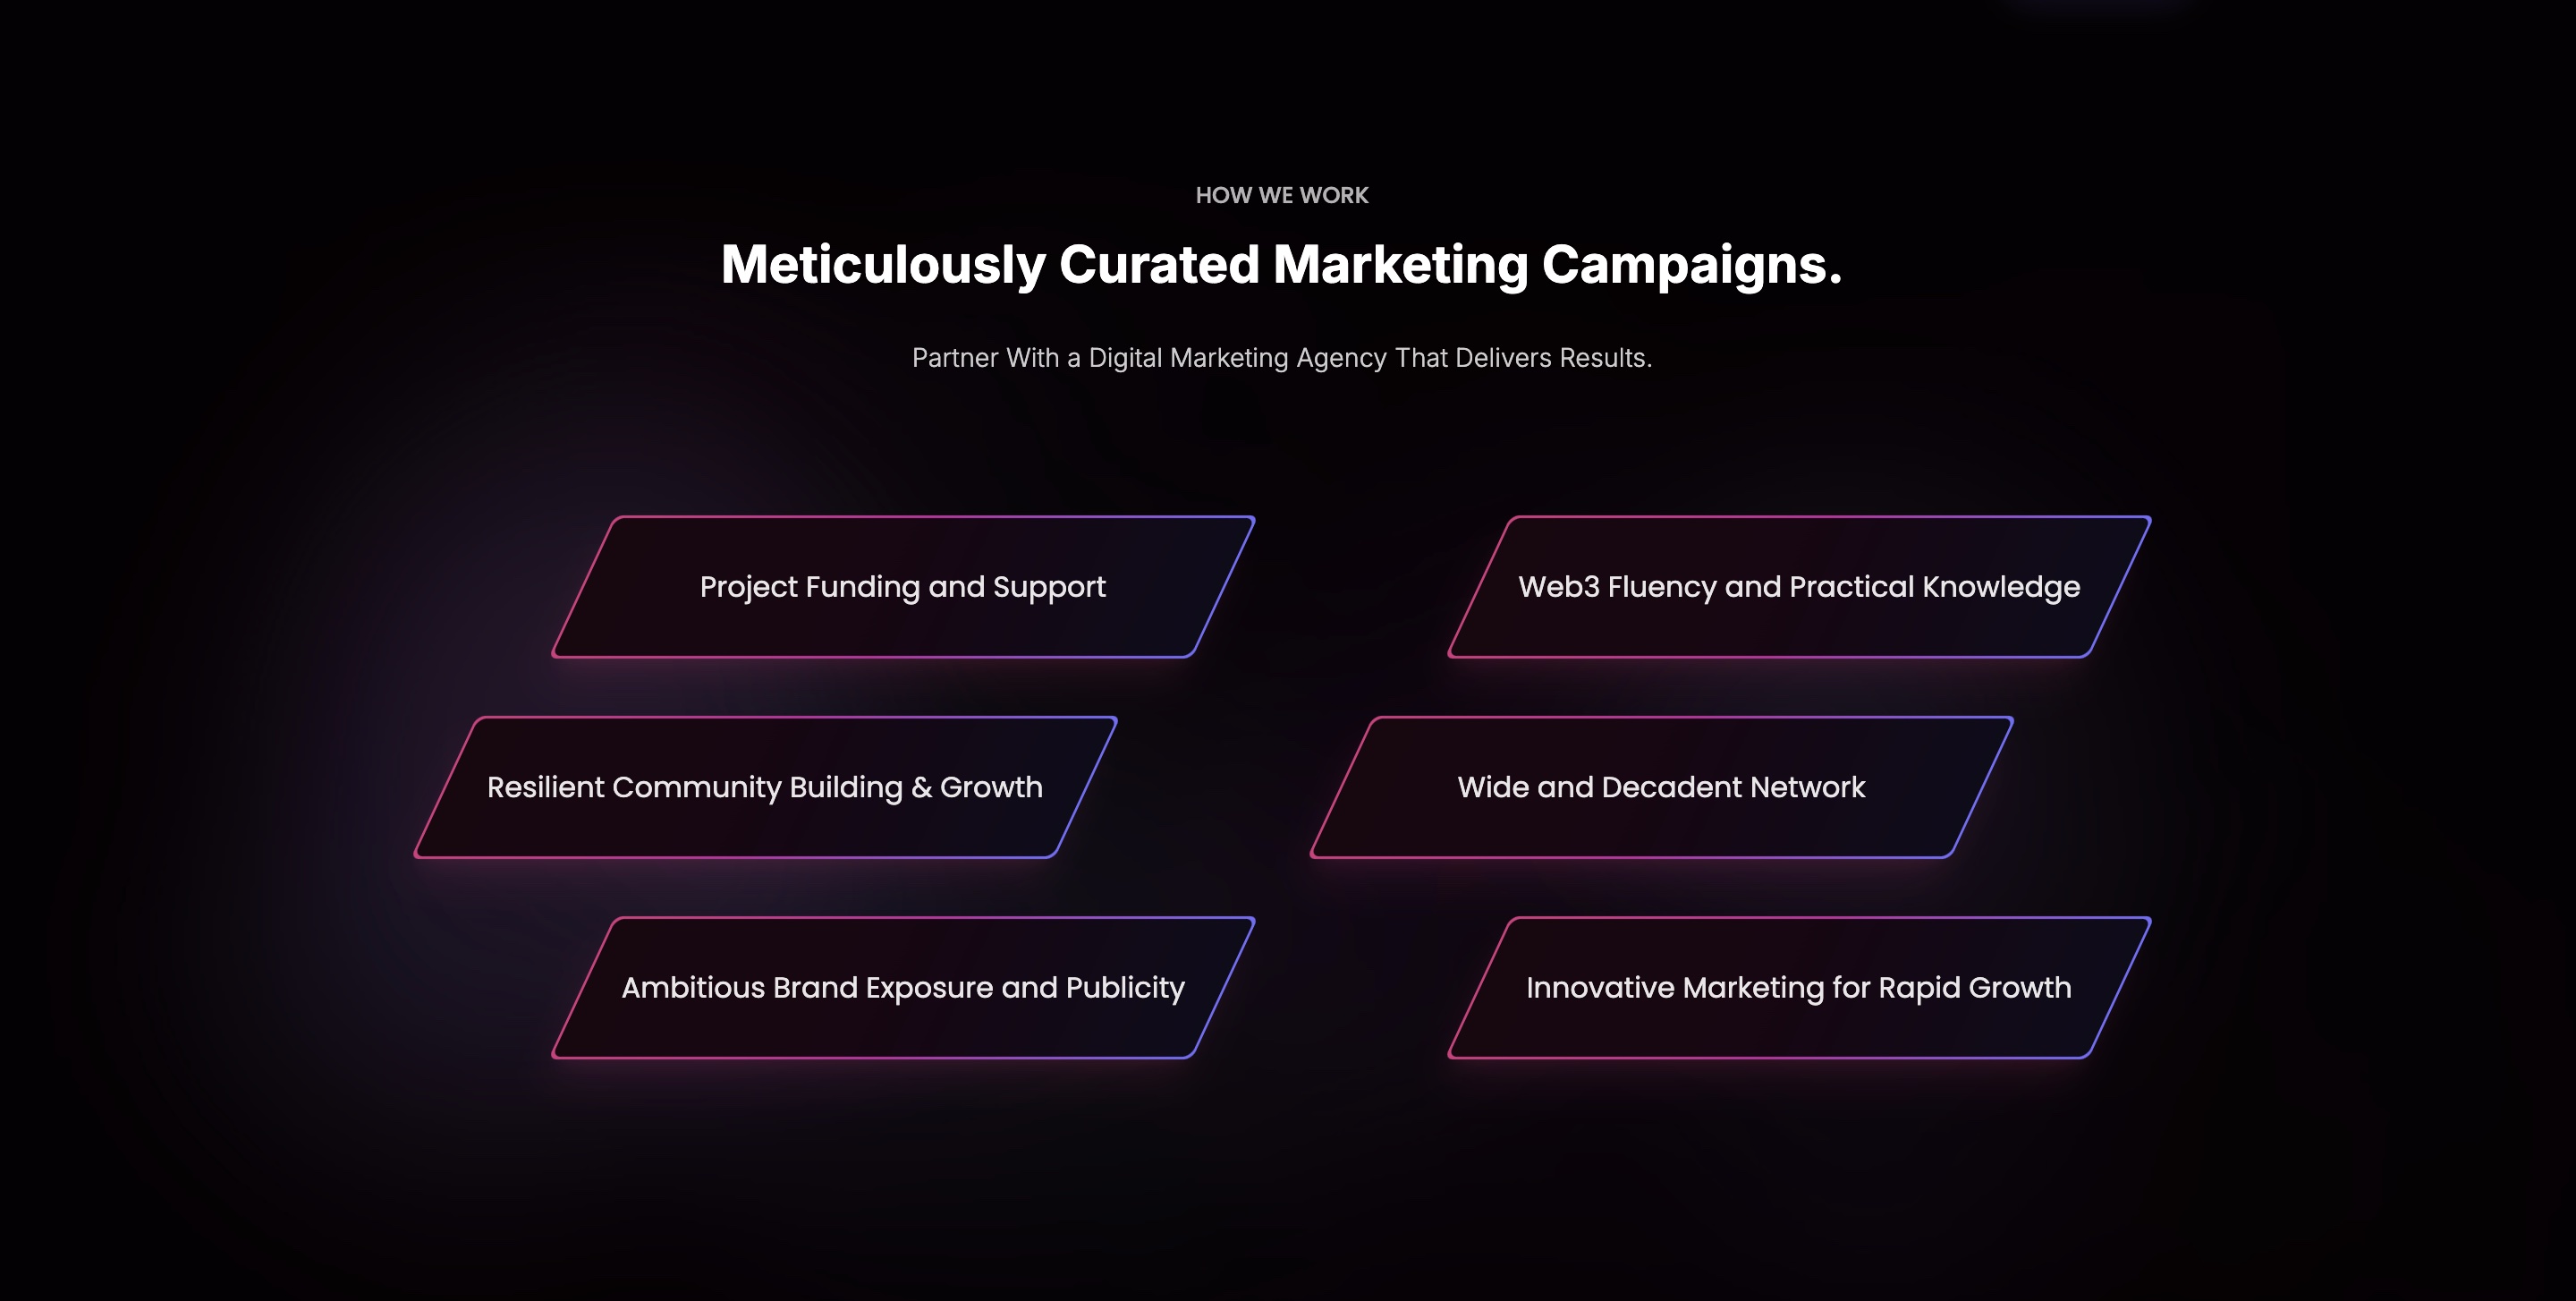 HOW WE WORK
Meticulously Curated Marketing Campaigns.
Partner With a Digital Marketing Agency That Delivers Results.
Project Funding and Support
Web3 Fluency and Practical Knowledge
Resilient Community Building & Growth
Wide and Decadent Network
Ambitious Brand Exposure and Publicity
Innovative Marketing for Rapid Growth